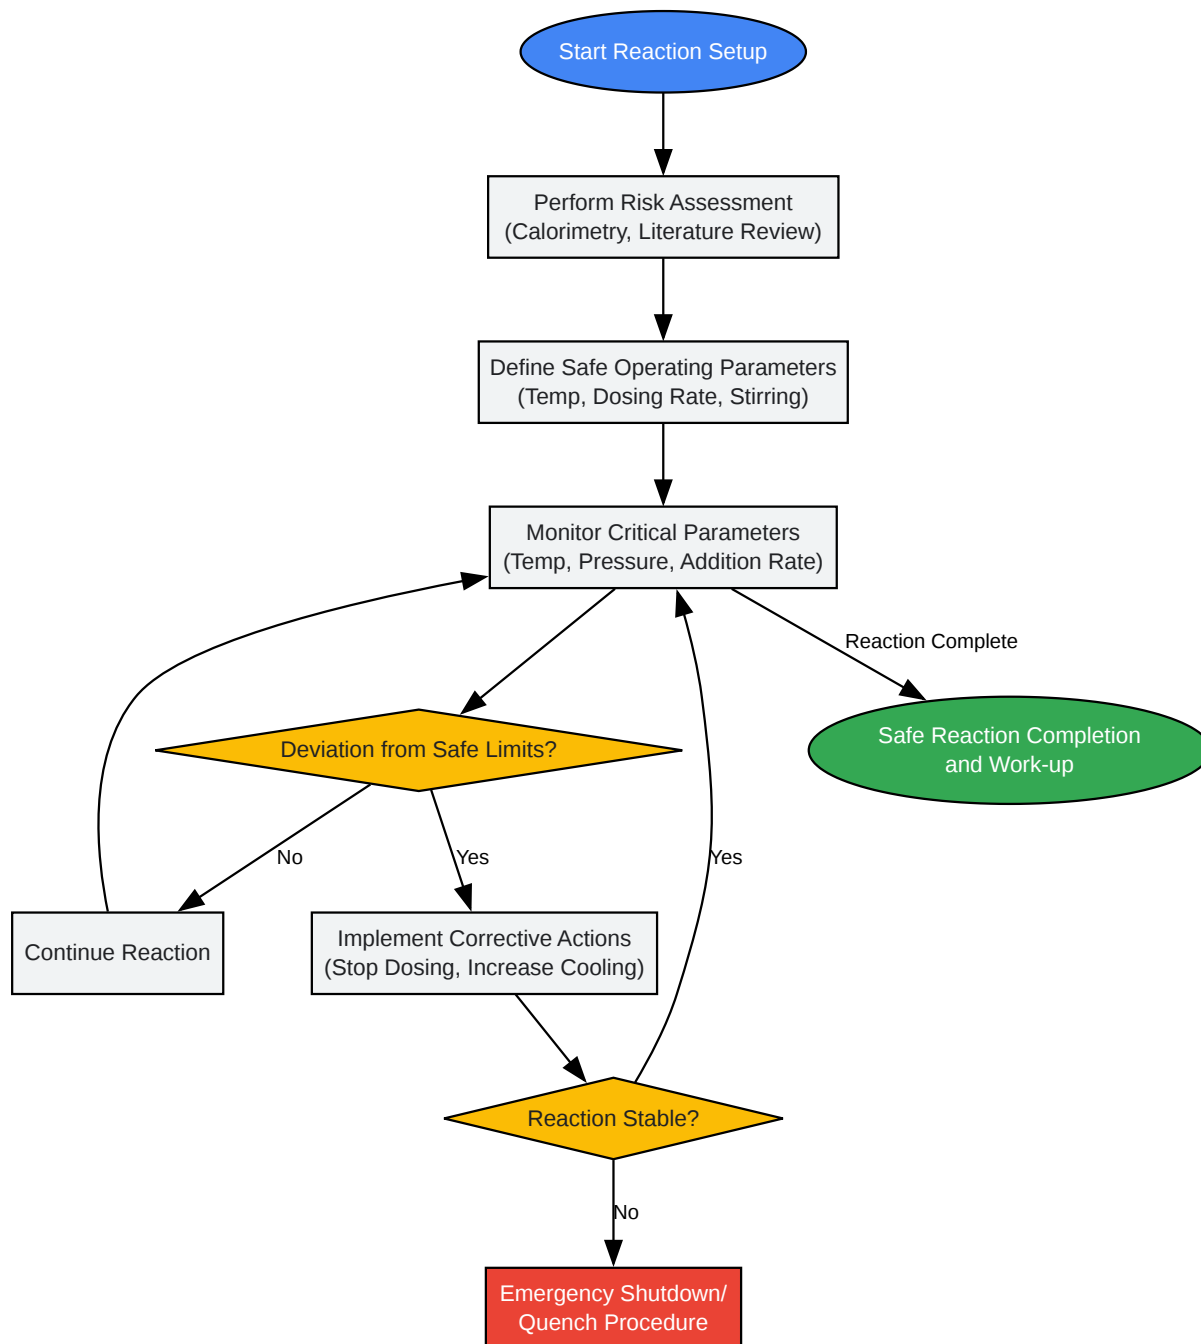 Start Reaction Setup
Perform Risk Assessment
(Calorimetry, Literature Review)
Define Safe Operating Parameters
(Temp, Dosing Rate, Stirring)
Monitor Critical Parameters
(Temp, Pressure, Addition Rate)
Reaction Complete
Deviation from Safe Limits?
Safe Reaction Completion
and Work-up
No
Yes
Yes
Continue Reaction
Implement Corrective Actions
(Stop Dosing, Increase Cooling)
Reaction Stable?
No
Emergency Shutdown/
Quench Procedure